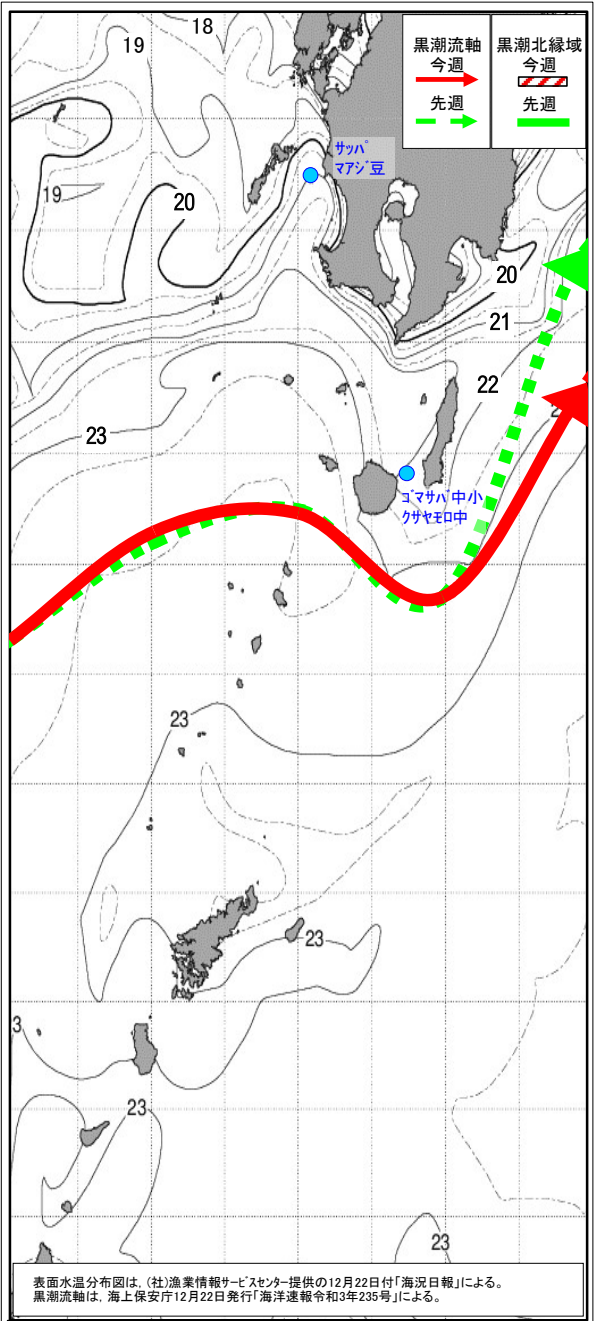 黒潮流軸
今週
先週
黒潮北縁域
今週
先週
18
19
サッパ
マアジ豆
19
20
20
21
22
2
23
ゴマサバ中小
クサヤモロ中
23
23
3
23
23
表面水温分布図は，(社)漁業情報サービスセンター提供の12月22日付「海況日報」による。
黒潮流軸は，海上保安庁12月22日発行「海洋速報令和3年235号」による。